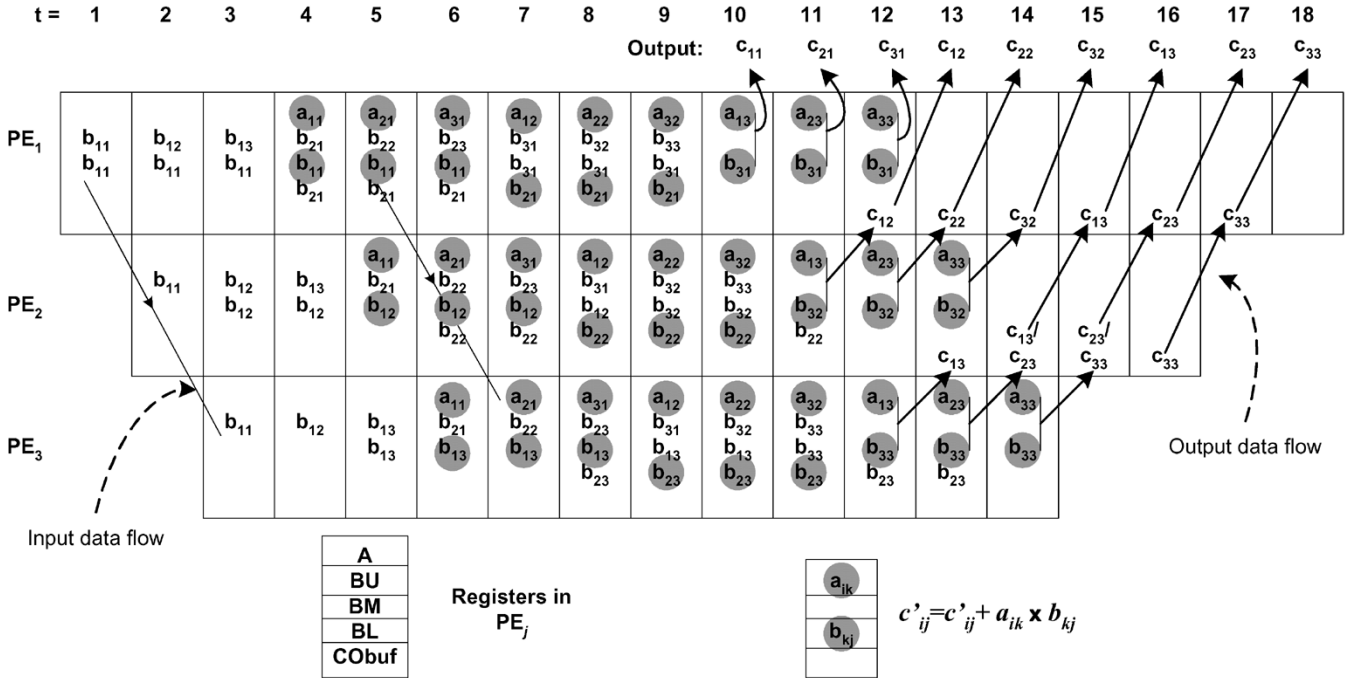 t = 1 2 3 4 5 6 7 8 9 10 11 12 13 14 15 16 17 18
Output: c11 c21 c31 c12 c22 c32 c13 c23 c33
a11 a21 a31 a12 a22 a32 a13 a23 a33
PE1 b11 b12 b13 b21 b22 b23 b31 b32 b33
b11 b11 b11 b11 b11 b11 b31 b31 b31 b31 b31 b31
b21 b21 b21 b21 b21 b21
c12 c22 c32 c13 c23 c33
a11 a21 a31 a12 a22 a32 a13 a23 a33
b11 b12 b13 b21 b22 b23 b31 b32 b33
PE2 b12 b12 b12 b12 b12 b12 b12 b32 b32 b32 b32
b22 b22 b22 b22 b22 b22
c13 c23
c13 c23 c33 c33
a11 a21 a31 a12 a22 a32 a13 a23 a33
PE3 b11 b12 b13 b21 b22 b23 b31 b32 b33
b13 b13 b13 b13 b13 b13 b33 b33 b33 b33
b23 b23 b23 b23 b23 b23
Input data flow
Output data flow
A
BU
BM
BL
CObuf
Registers in
PEj
aik
bkj
c'ij=c'ij+ aik x bkj